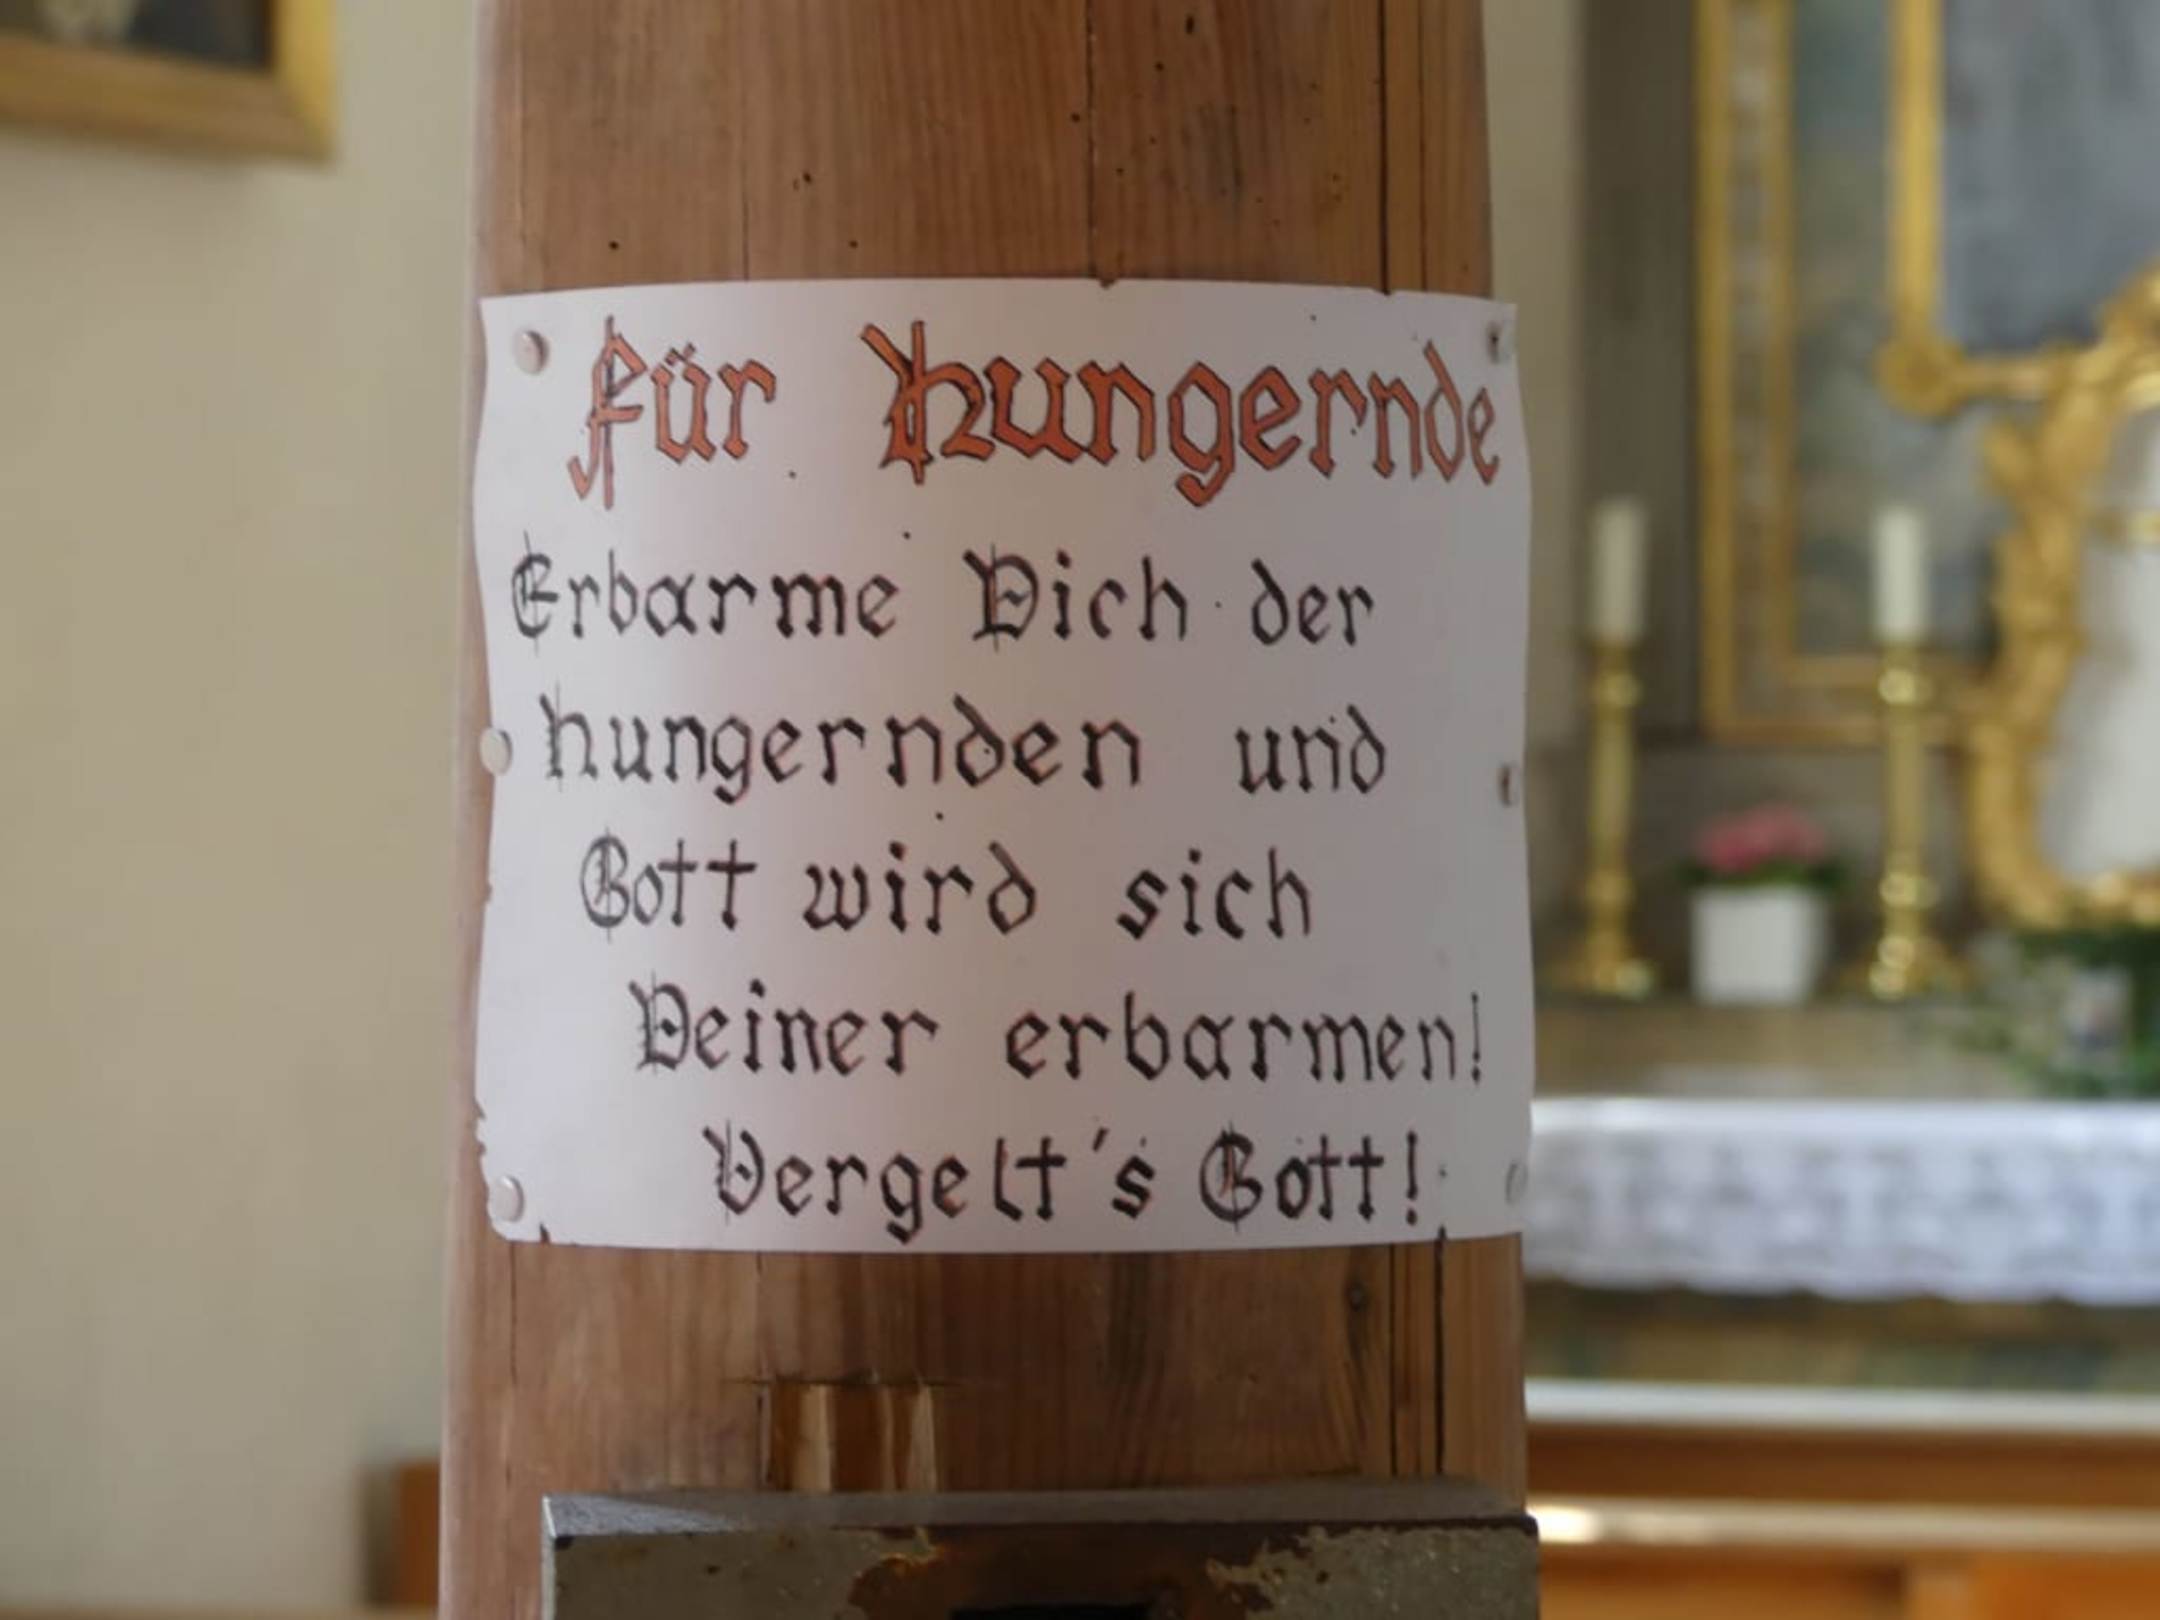 für Hungernde
Erbarme Dich der
hungernden und
Gott wird sich
Deiner erbarmen!
Vergelt's Gott!